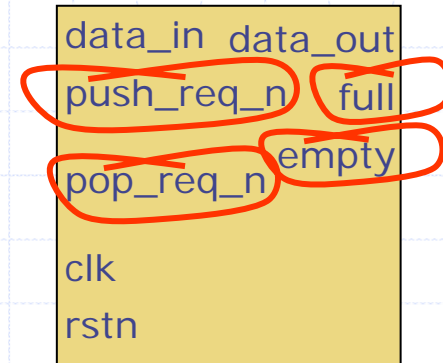 data_in data_out
push_req_n full
pop_req_n empty
clk
rstn